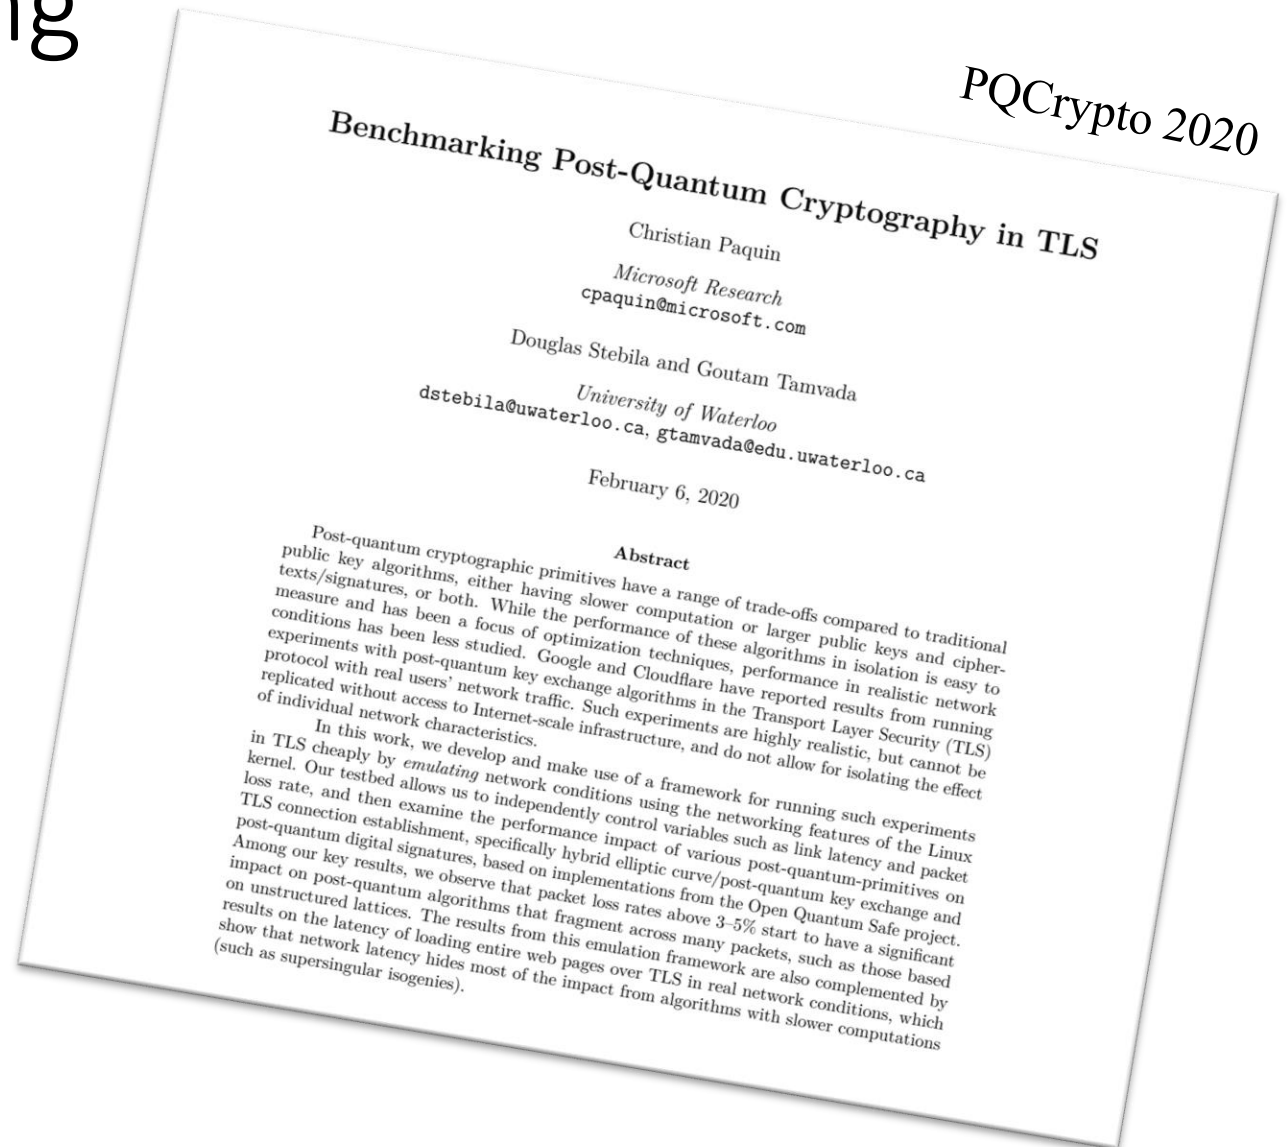 ng
PQCrypto 2020
Benchmarking Post-Quantum Cryptography in TLS
Christian Paquin
Microsoft Research
cpaquin@microsoft.com
Douglas Stebila and Goutam Tamvada
University of Waterloo
dstebila@uwaterloo.ca, gtamvada@edu.uwaterloo.ca
February 6, 2020
Abstract
Post-quantum cryptographic primitives have a range of trade-offs compared to traditional
public key algorithms, either having slower computation or larger public keys and cipher-
texts/signatures, or both. While the performance of these algorithms in isolation is easy to
measure and has been a focus of optimization techniques, performance in realistic network
conditions has been less studied. Google and Cloudflare have reported results from running
experiments with post-quantum key exchange algorithms in the Transport Layer Security (TLS)
protocol with real users' network traffic. Such experiments are highly realistic, but cannot be
replicated without access to Internet-scale infrastructure, and do not allow for isolating the effect
of individual network characteristics.
In this work, we develop and make use of a framework for running such experiments
in TLS cheaply by emulating network conditions using the networking features of the Linux
kernel. Our testbed allows us to independently control variables such as link latency and packet
loss rate, and then examine the performance impact of various post-quantum-primitives on
TLS connection establishment, specifically hybrid elliptic curve/post-quantum key exchange and
post-quantum digital signatures, based on implementations from the Open Quantum Safe project.
Among our key results, we observe that packet loss rates above 3–5% start to have a significant
impact on post-quantum algorithms that fragment across many packets, such as those based
on unstructured lattices. The results from this emulation framework are also complemented by
results on the latency of loading entire web pages over TLS in real network conditions, which
show that network latency hides most of the impact from algorithms with slower computations
(such as supersingular isogenies).